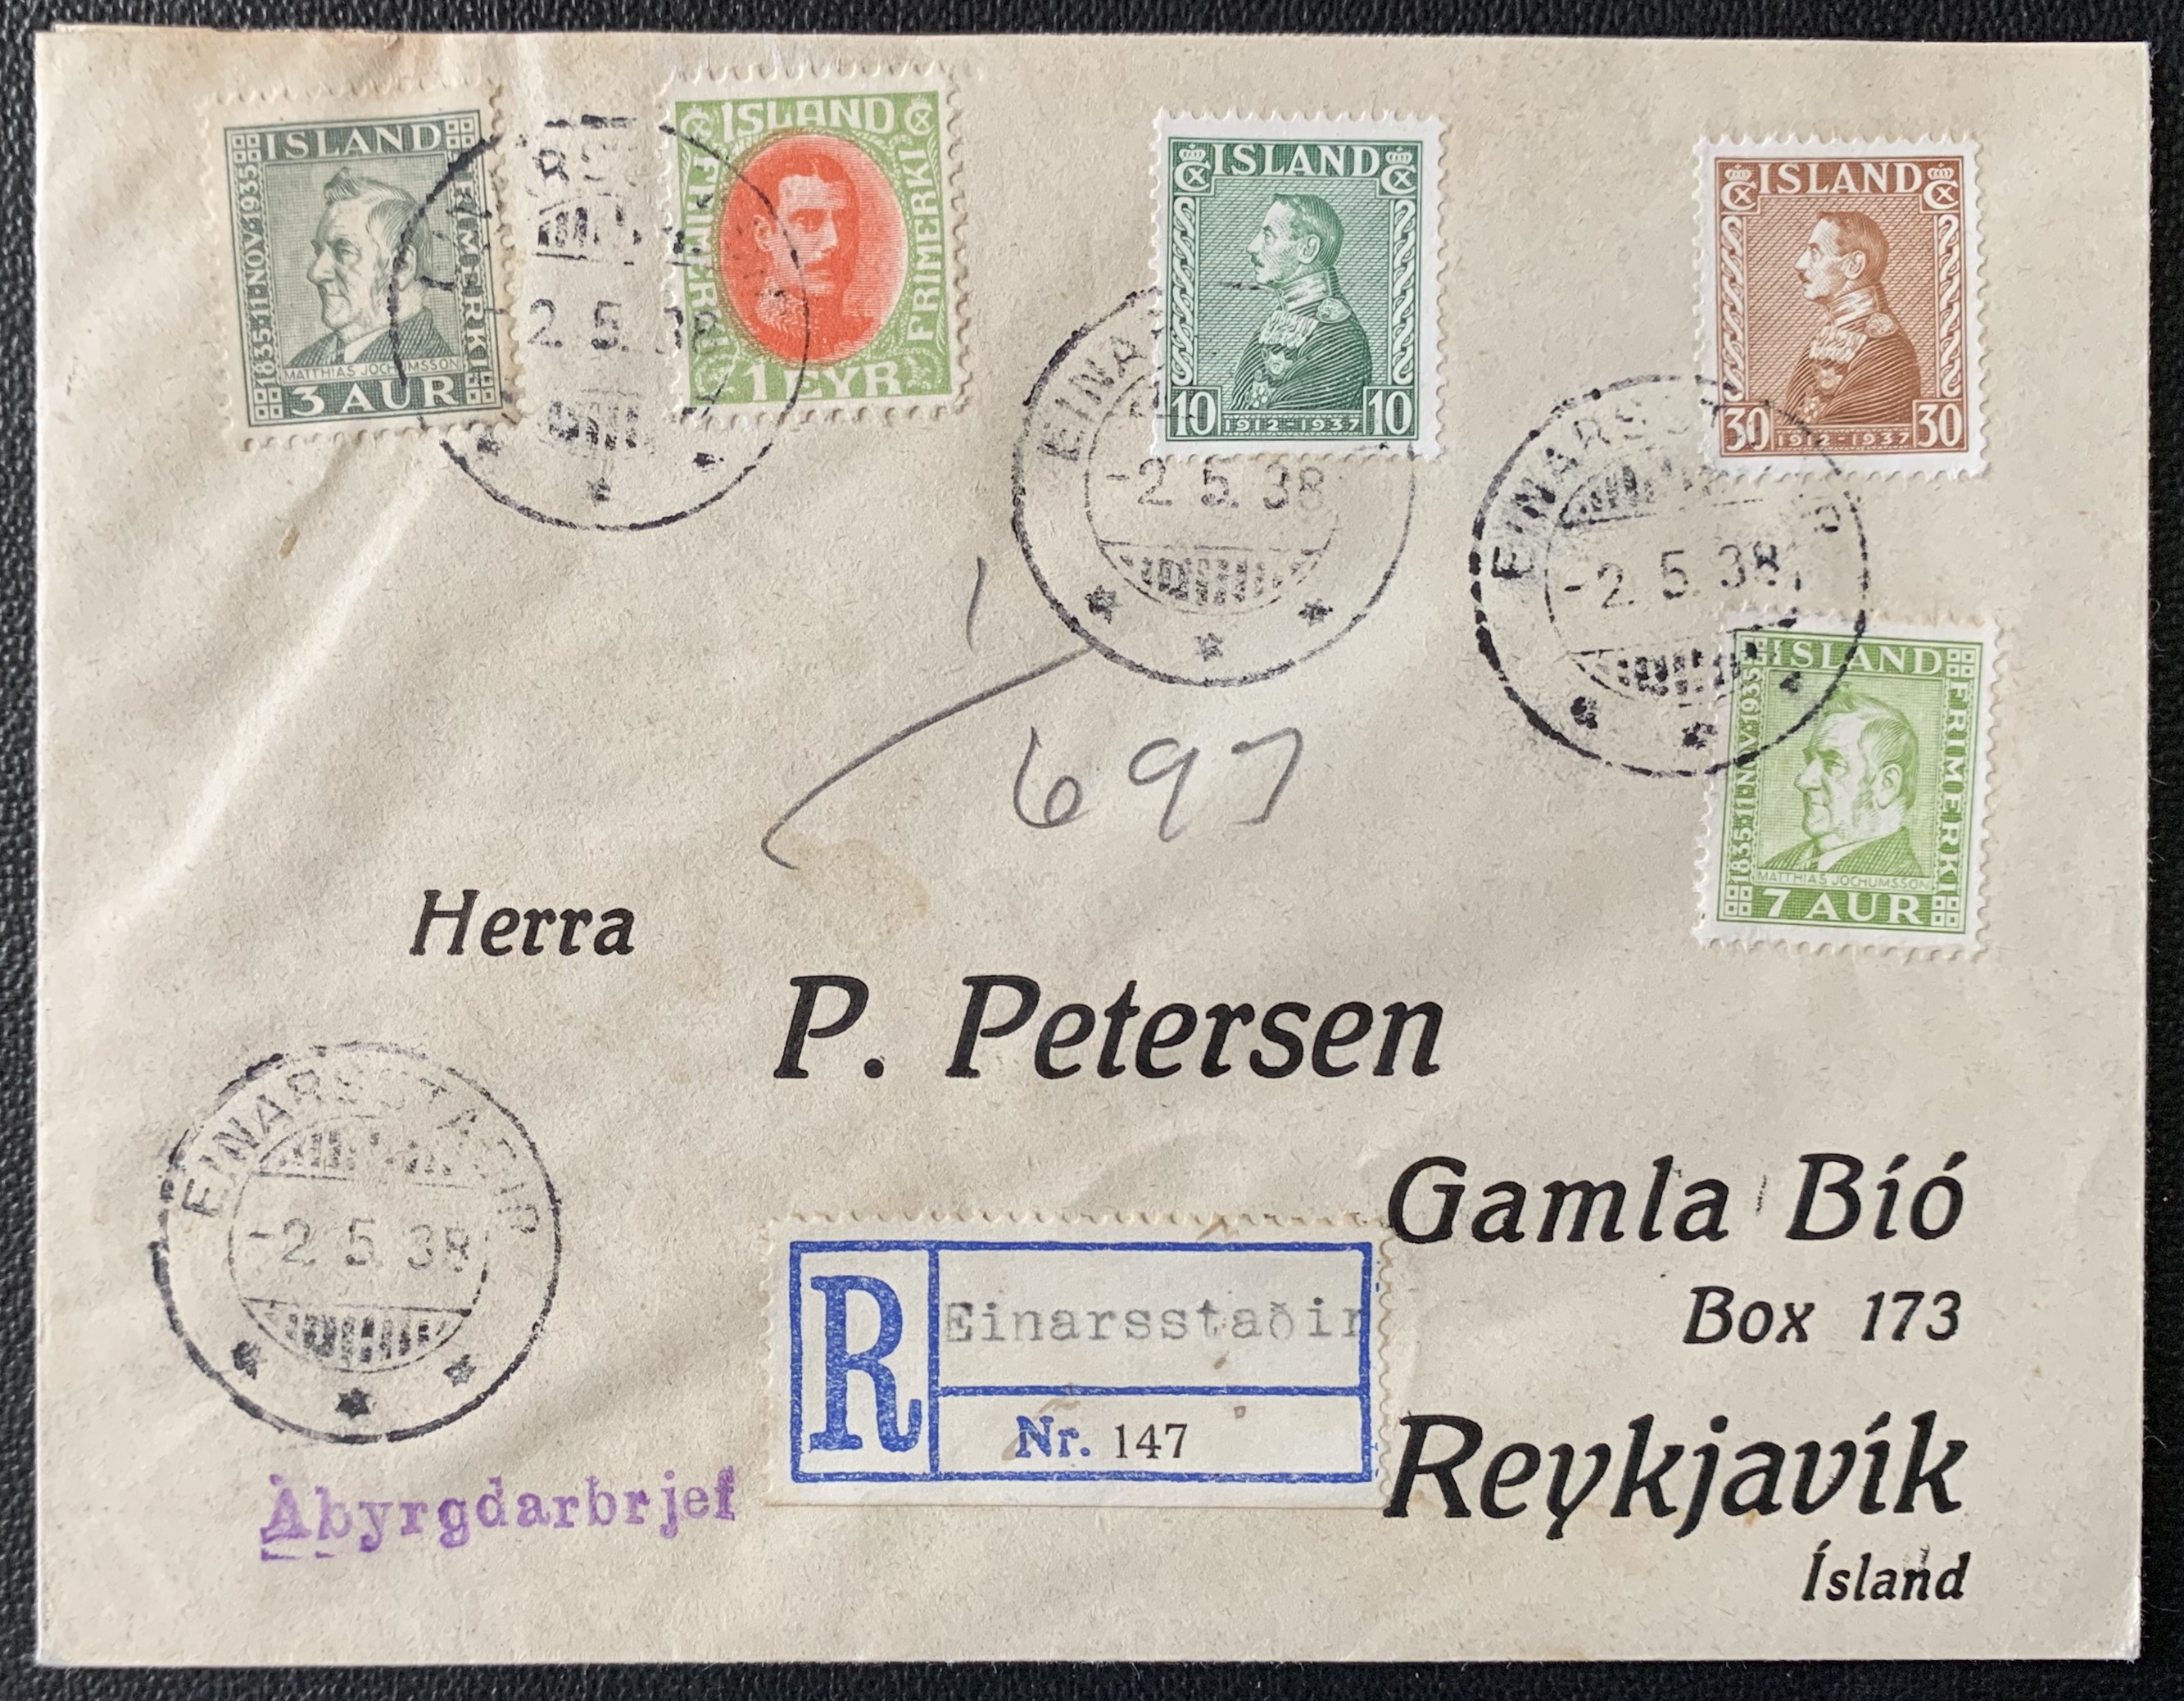 ISLAND
1835·11·NOV·1935
FRIMERKI
MATTHIAS JOCHUMSSON
3 AUR
ISLAND
FRIMERKI
FRIMERKI
1 EYR
2. 5. 38
ISLAND
10 1912-1937 10
EINA
-2. 5. 38
ISLAND
30 1912-1937 30
EINARSS
-2. 5. 38
ISLAND
1835·11·NOV·1935
FRIMERKI
MATTHIAS JOCHUMSSON
7 AUR
697
Herra
P. Petersen
Gamla Bíó
Box 173
Reykjavík
Ísland
EINARSSTAÐIR
-2. 5. 38
R
Einarsstaðir
Nr. 147
Ábyrgdarbrjef